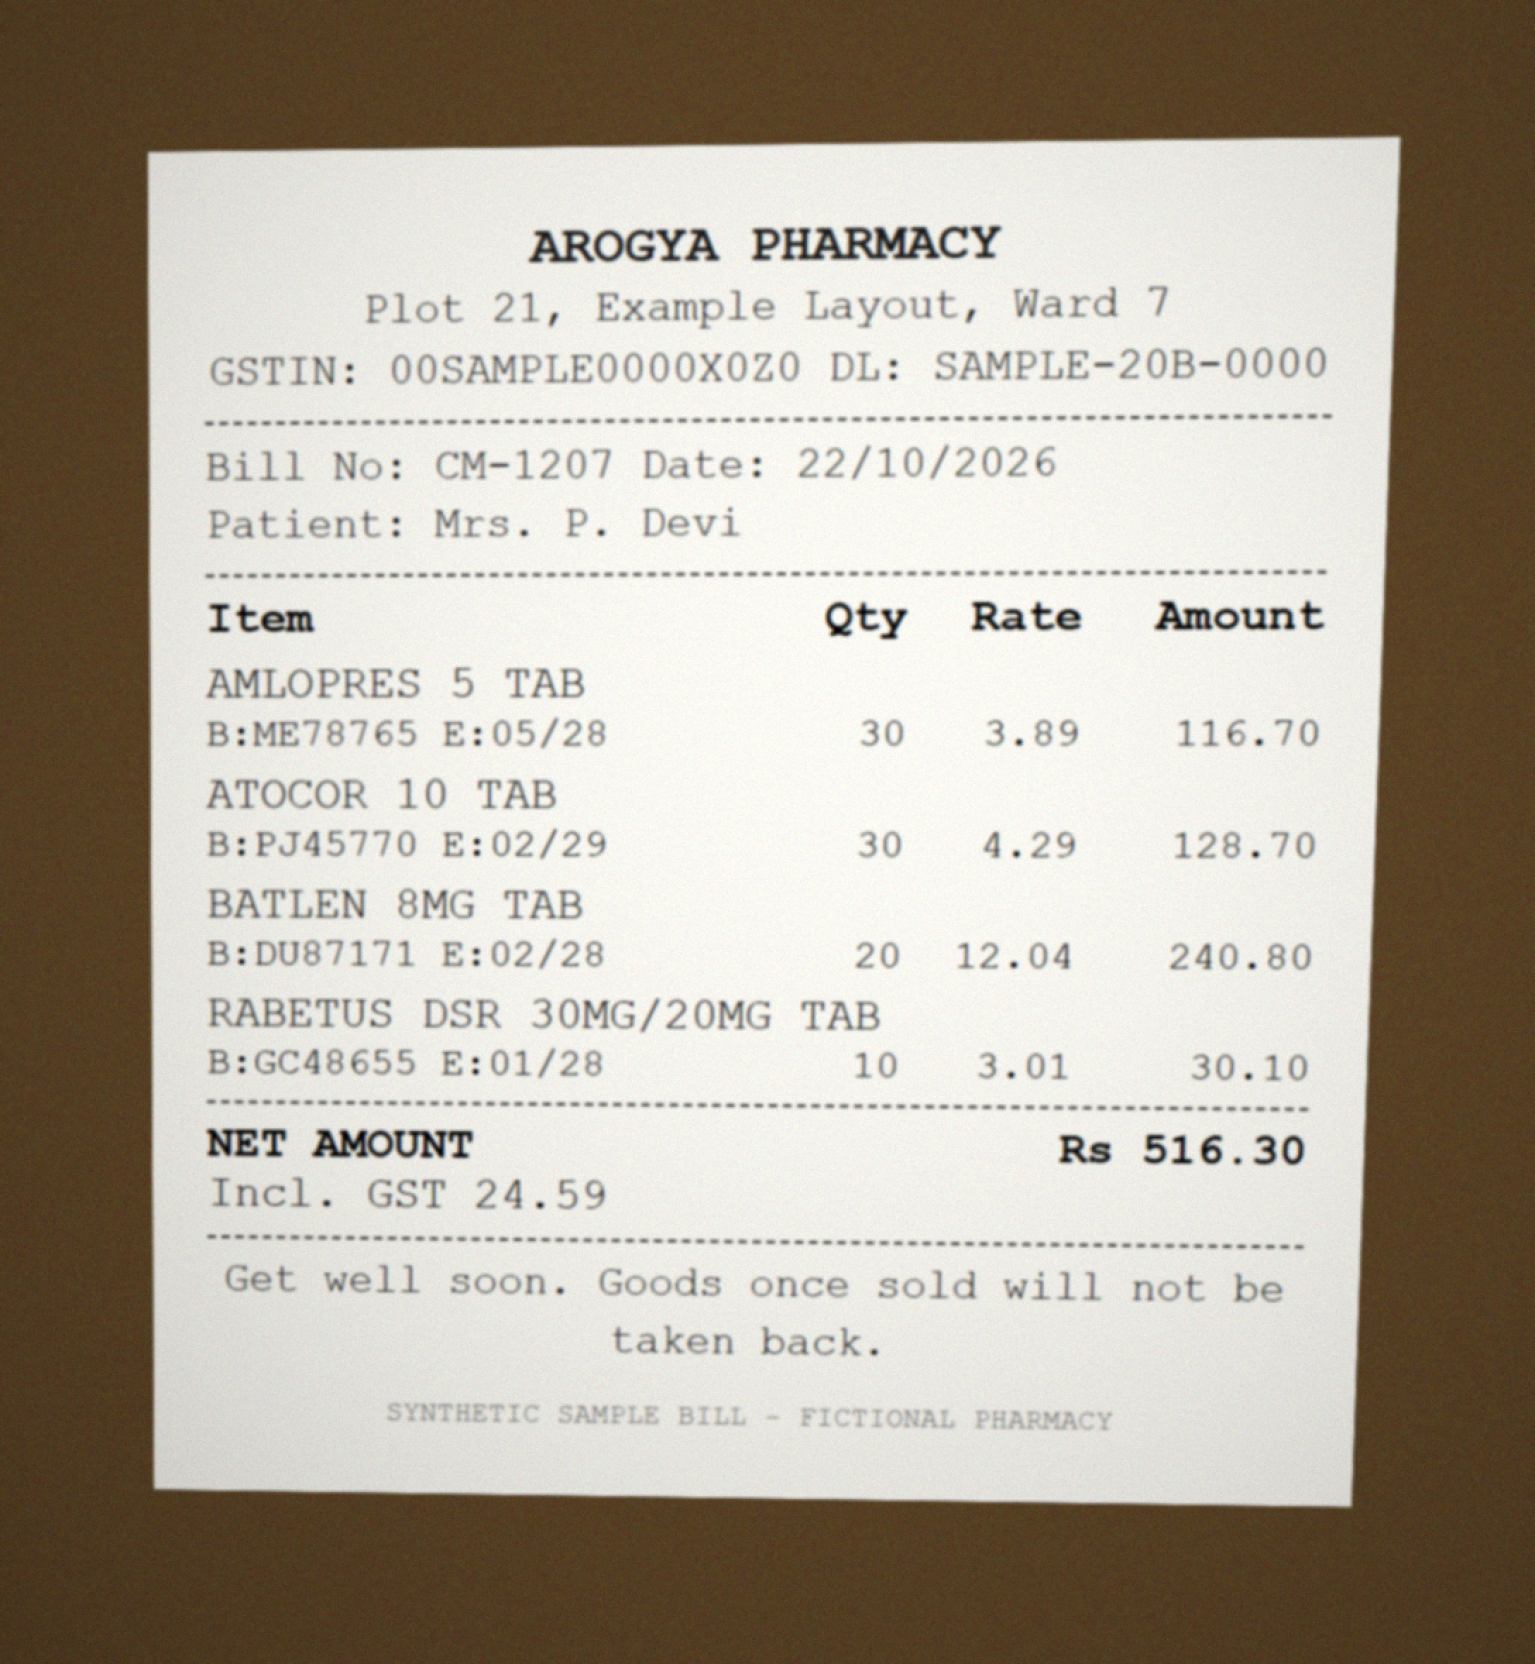 AROGYA PHARMACY
Plot 21, Example Layout, Ward 7
GSTIN: 00SAMPLE0000X0Z0 DL: SAMPLE-20B-0000
Bill No: CM-1207 Date: 22/10/2026
Patient: Mrs. P. Devi
Item Qty Rate Amount
AMLOPRES 5 TAB
B:ME78765 E:05/28 30 3.89 116.70
ATOCOR 10 TAB
B:PJ45770 E:02/29 30 4.29 128.70
BATLEN 8MG TAB
B:DU87171 E:02/28 20 12.04 240.80
RABETUS DSR 30MG/20MG TAB
B:GC48655 E:01/28 10 3.01 30.10
NET AMOUNT Rs 516.30
Incl. GST 24.59
Get well soon. Goods once sold will not be
taken back.
SYNTHETIC SAMPLE BILL - FICTIONAL PHARMACY